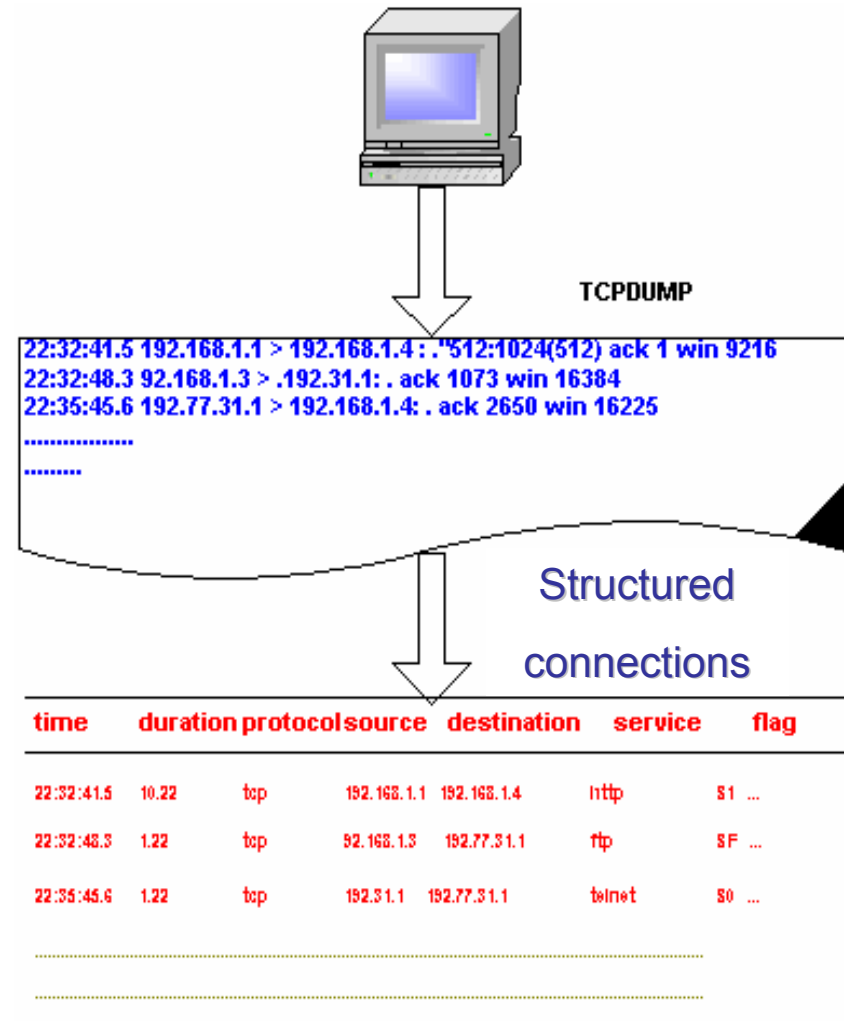 TCPDUMP
22:32:41.5 192.168.1.1 > 192.168.1.4 : ."512:1024(512) ack 1 win 9216
22:32:48.3 92.168.1.3 > .192.31.1: . ack 1073 win 16384
22:35:45.6 192.77.31.1 > 192.168.1.4: . ack 2650 win 16225
.................
.........
Structured
connections
time duration protocol source destination service flag
22:32:41.5 10.22 tcp 192.168.1.1 192.168.1.4 http S1 ...
22:32:48.3 1.22 tcp 92.168.1.3 192.77.31.1 ftp SF ...
22:35:45.6 1.22 tcp 192.31.1 192.77.31.1 telnet S0 ...